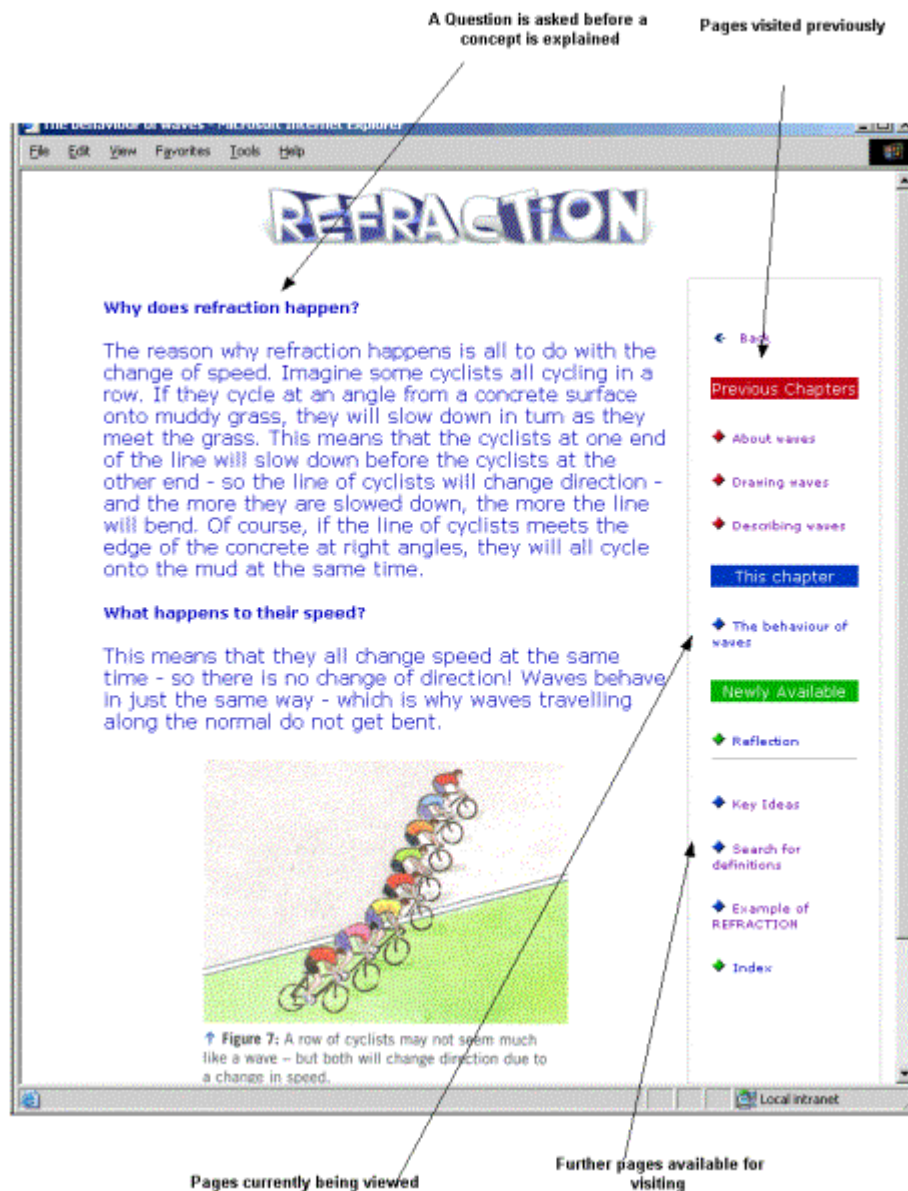 A Question is asked before a
concept is explained
Pages visited previously
The behaviour of waves - Microsoft Internet Explorer
File Edit View Favorites Tools Help
REFRACTION
Why does refraction happen?
The reason why refraction happens is all to do with the
change of speed. Imagine some cyclists all cycling in a
row. If they cycle at an angle from a concrete surface
onto muddy grass, they will slow down in turn as they
meet the grass. This means that the cyclists at one end
of the line will slow down before the cyclists at the
other end - so the line of cyclists will change direction -
and the more they are slowed down, the more the line
will bend. Of course, if the line of cyclists meets the
edge of the concrete at right angles, they will all cycle
onto the mud at the same time.
What happens to their speed?
This means that they all change speed at the same
time - so there is no change of direction! Waves behave
in just the same way - which is why waves travelling
along the normal do not get bent.
↑ Figure 7: A row of cyclists may not seem much
like a wave – but both will change direction due to
a change in speed.
Back
Previous Chapters
About waves
Drawing waves
Describing waves
This chapter
The behaviour of
waves
Newly Available
Reflection
Key Ideas
Search for
definitions
Example of
REFRACTION
Index
Local intranet
Pages currently being viewed
Further pages available for
visiting